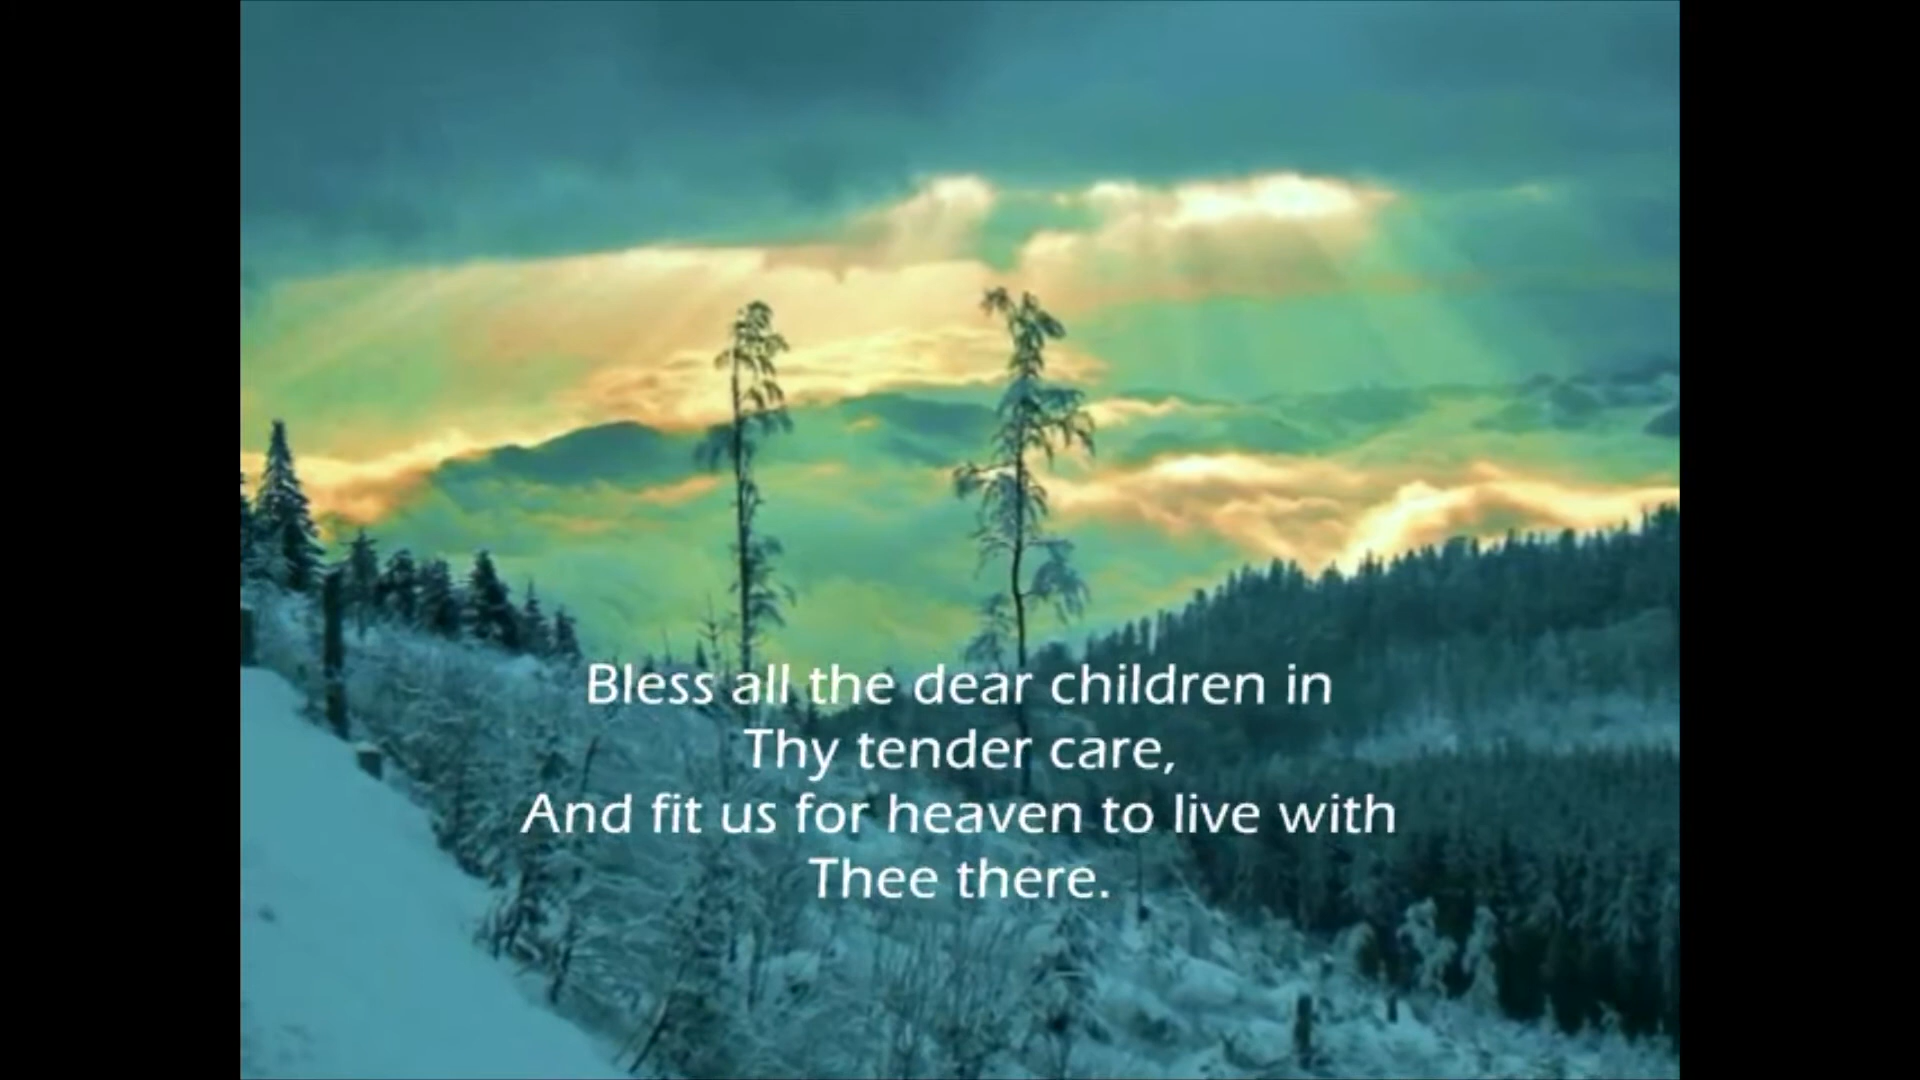 Bless all the dear children in
Thy tender care,
And fit us for heaven to live with
Thee there.